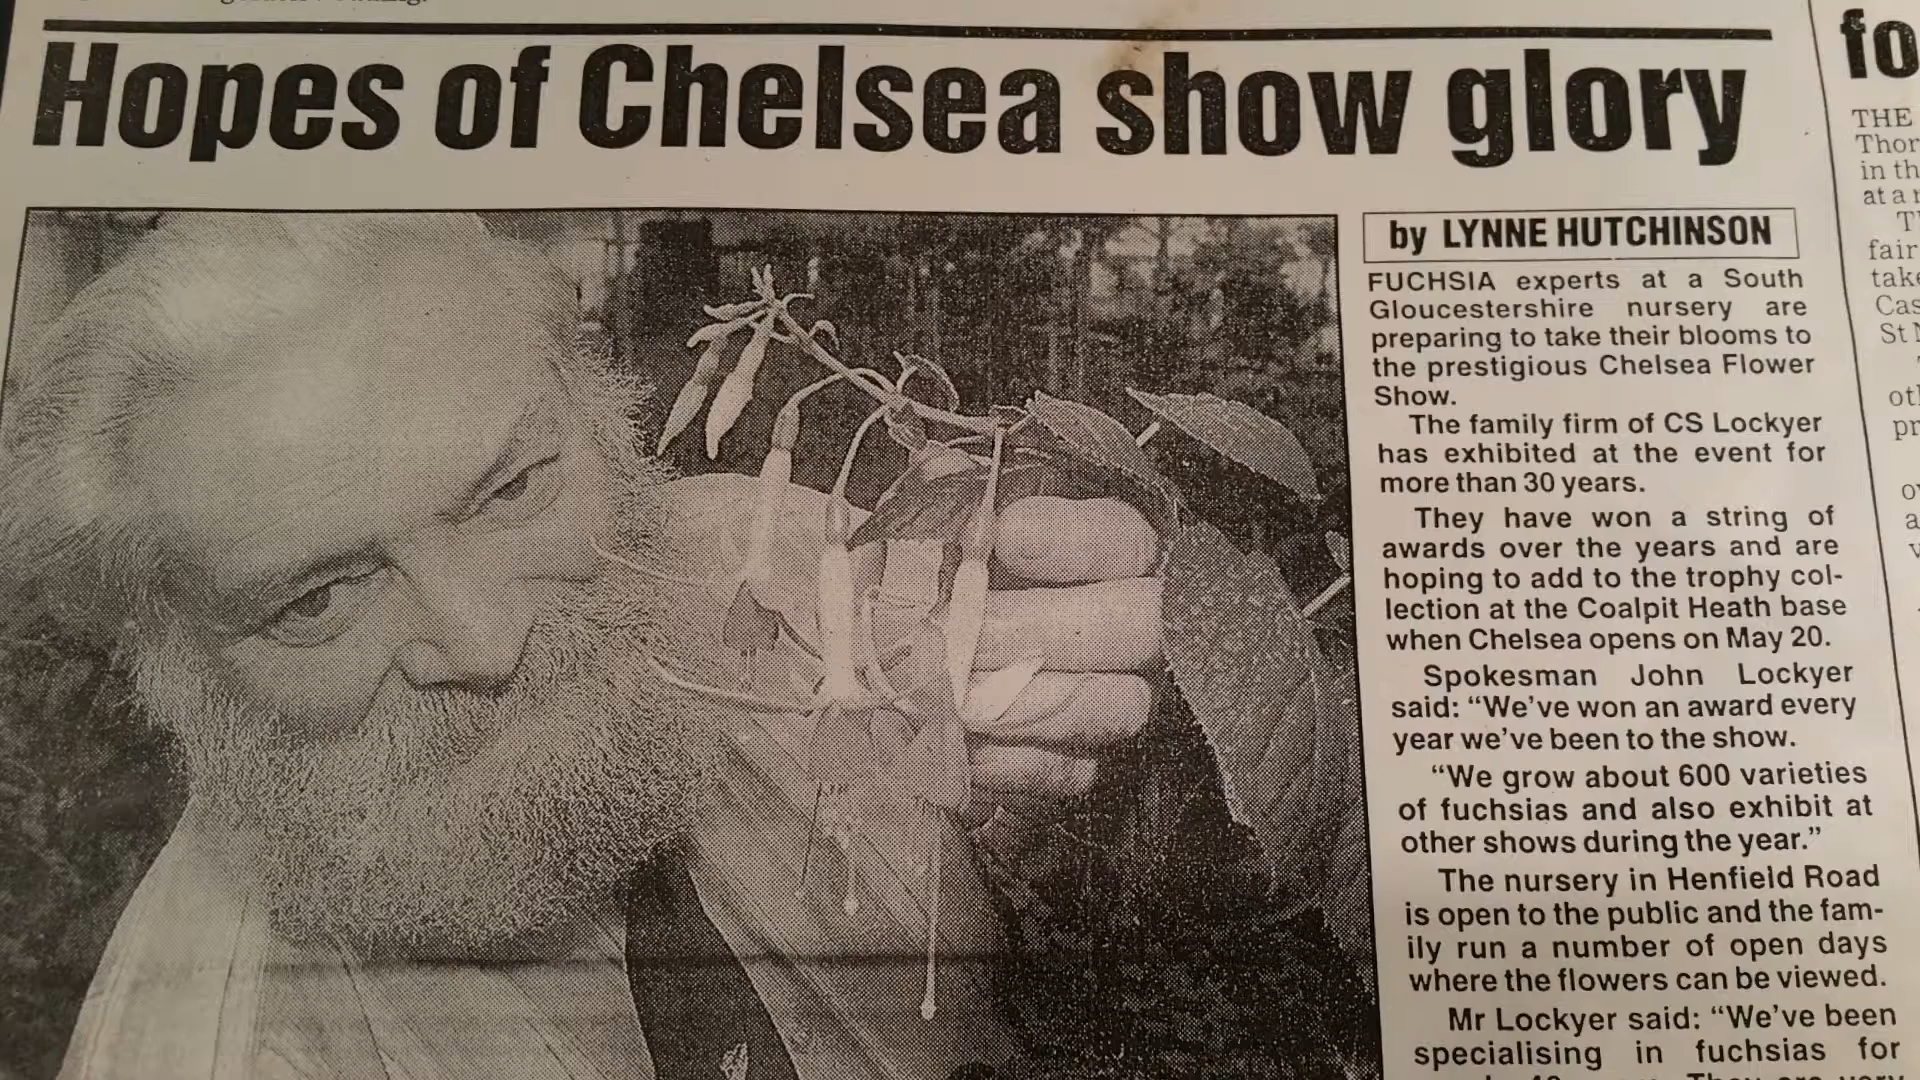 Hopes of Chelsea show glory
by LYNNE HUTCHINSON
FUCHSIA experts at a South
Gloucestershire nursery are
preparing to take their blooms to
the prestigious Chelsea Flower
Show.
The family firm of CS Lockyer
has exhibited at the event for
more than 30 years.
They have won a string of
awards over the years and are
hoping to add to the trophy col-
lection at the Coalpit Heath base
when Chelsea opens on May 20.
Spokesman John Lockyer
said: “We’ve won an award every
year we’ve been to the show.
“We grow about 600 varieties
of fuchsias and also exhibit at
other shows during the year.”
The nursery in Henfield Road
is open to the public and the fam-
ily run a number of open days
where the flowers can be viewed.
Mr Lockyer said: “We’ve been
specialising in fuchsias for
fo
THE
Thor
in th
at a
fair
take
Cas
St